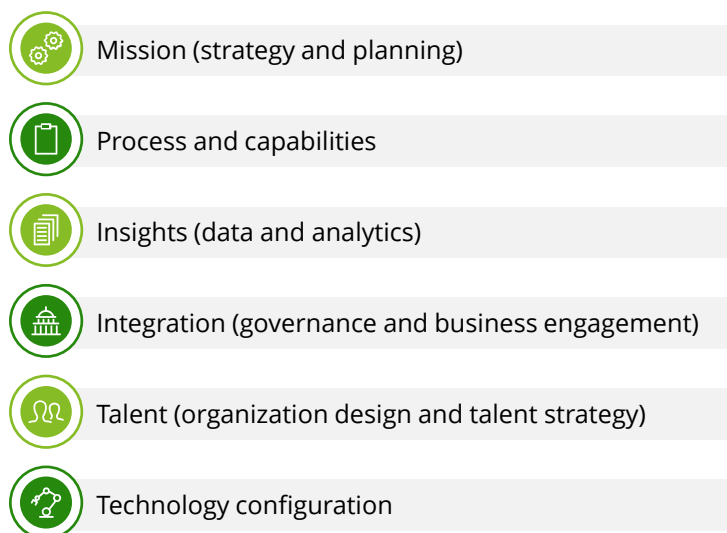 Mission (strategy and planning)
Process and capabilities
Insights (data and analytics)
Integration (governance and business engagement)
Talent (organization design and talent strategy)
Technology configuration